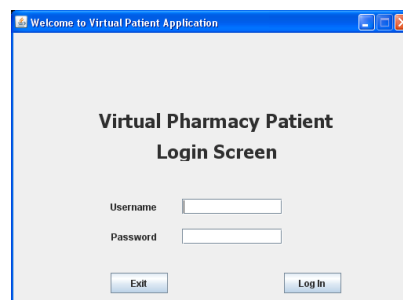 Welcome to Virtual Patient Application
Virtual Pharmacy Patient
Login Screen
Username
Password
Exit Log In